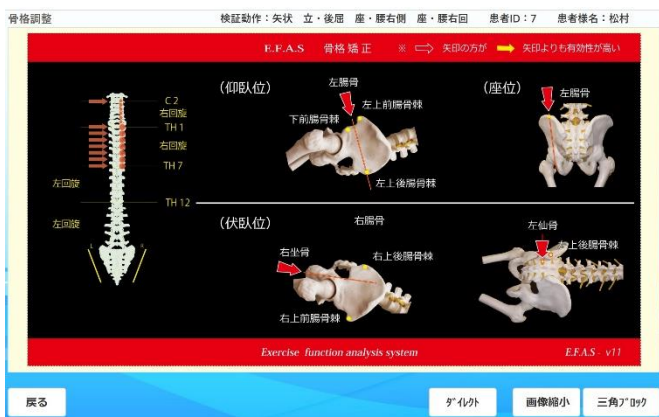 骨格調整
検証動作：矢状 立・後屈 座・腰右側 座・腰右回 患者ID：7 患者様名：松村
E.F.A.S 骨格矯正 ※ ⇨ 矢印の方が ➡ 矢印よりも有効性が高い
C 2
右回旋
TH 1
右回旋
TH 7
左回旋
TH 12
左回旋
L R
(仰臥位)
左腸骨
左上前腸骨棘
下前腸骨棘
左上後腸骨棘
(座位)
左腸骨
(伏臥位)
右腸骨
右坐骨
右上後腸骨棘
右上前腸骨棘
左仙骨
左上後腸骨棘
Exercise function analysis system
E.F.A.S - v11
戻る
ダイレクト
画像縮小
三角ブロック